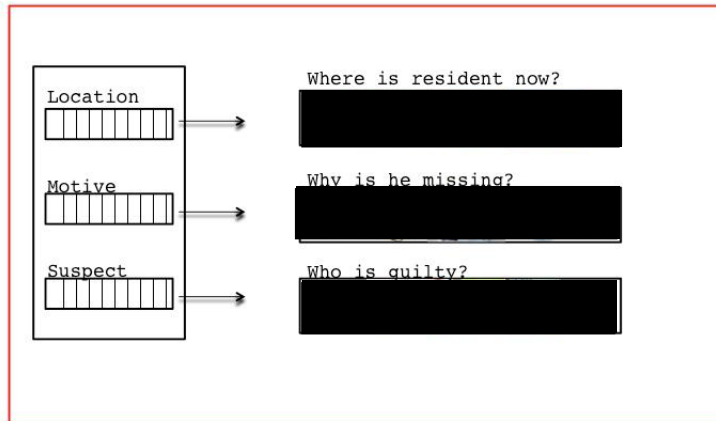 Where is resident now?
Location
Why is he missing?
Motive
Who is guilty?
Suspect